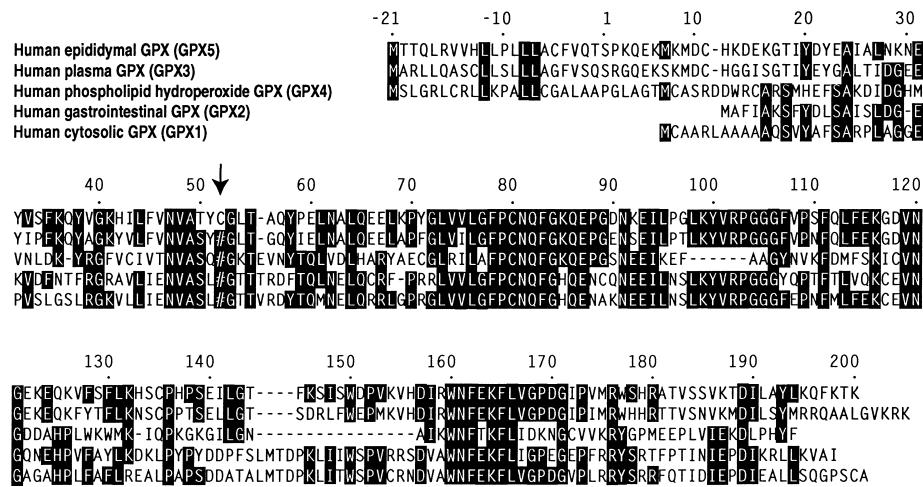 -21 -10 1 10 20 30
Human epididymal GPX (GPX5) MTTQLRVVHLLPLLLACFVQTSPKQEKMKMDC-HKDEKGTIYDYEAIALNKNE
Human plasma GPX (GPX3) MARLLQASCLLSLLLAGFVSQSRGQEKSKMDC-HGGISGTIYEYGALTIDGEE
Human phospholipid hydroperoxide GPX (GPX4) MSLGRLCRLLKPALLCGALAAPGLAGTMCASRDDWRCARSMHEFSAKDIDGHM
Human gastrointestinal GPX (GPX2) MAFIAKSFYDLSAISLDG-E
Human cytosolic GPX (GPX1) MCAARLAAAAAQSVYAFSARPLAGGE
40 50 60 70 80 90 100 110 120
YVSFKQYVGKHILFVNVATYCGLT-AQYPELNALQEELKPYGLVVLGFPCNQFGKQEPGDNKEILPGLKYVRPGGGFVPSFQLFEKGDVN
YIPFKQYAGKYVLFVNVASY#GLT-GQYIELNALQEELAPFGLVILGFPCNQFGKQEPGENSEILPTLKYVRPGGGFVPNFQLFEKGDVN
VNLDK-YRGFVCIVTNVASQ#GKTEVNYTQLVDLHARYAECGLRILAFPCNQFGKQEPGSNEEIKEF------AAGYNVKFDMFSKICVN
KVDFNTFRGRAVLIENVASL#GTTTRDFTQLNELQCRF-PRRLVVLGFPCNQFGHQENCQNEEILNSLKYVRPGGGYQPTFTLVQKCEVN
PVSLGSLRGKVLLIENVASL#GTTVRDYTQMNELQRRLGPRGLVVLGFPCNQFGHQENAKNEEILNSLKYVRPGGGFEPNFMLFEKCEVN
130 140 150 160 170 180 190 200
GEKEQKVFSFLKHSCPHPSEILGT----FKSISWDPVKVHDIRWNFEKFLVGPDGIPVMRWSHRATVSSVKTDILAYLKQFKTK
GEKEQKFYTFLKNSCPPTSELLGT----SDRLFWEPMKVHDIRWNFEKFLVGPDGIPIMRWHHRTTVSNVKMDILSYMRRQAALGVKRK
GDDAHPLWKWMK-IQPKGKGILGN--------------AIKWNFTKFLIDKNGCVVKRYGPMEEPLVIEKDLPHYF
GQNEHPVFAYLKDKLPYPYDDPFSLMTDPKLIIWSPVRRSDVAWNFEKFLIGPEGEPFRRYSRTFPTINIEPDIKRLLKVAI
GAGAHPLFAFLREALPAPSDDATALMTDPKLITWSPVCRNDVAWNFEKFLVGPDGVPLRRYSRRFQTIDIEPDIEALLSQGPSCA